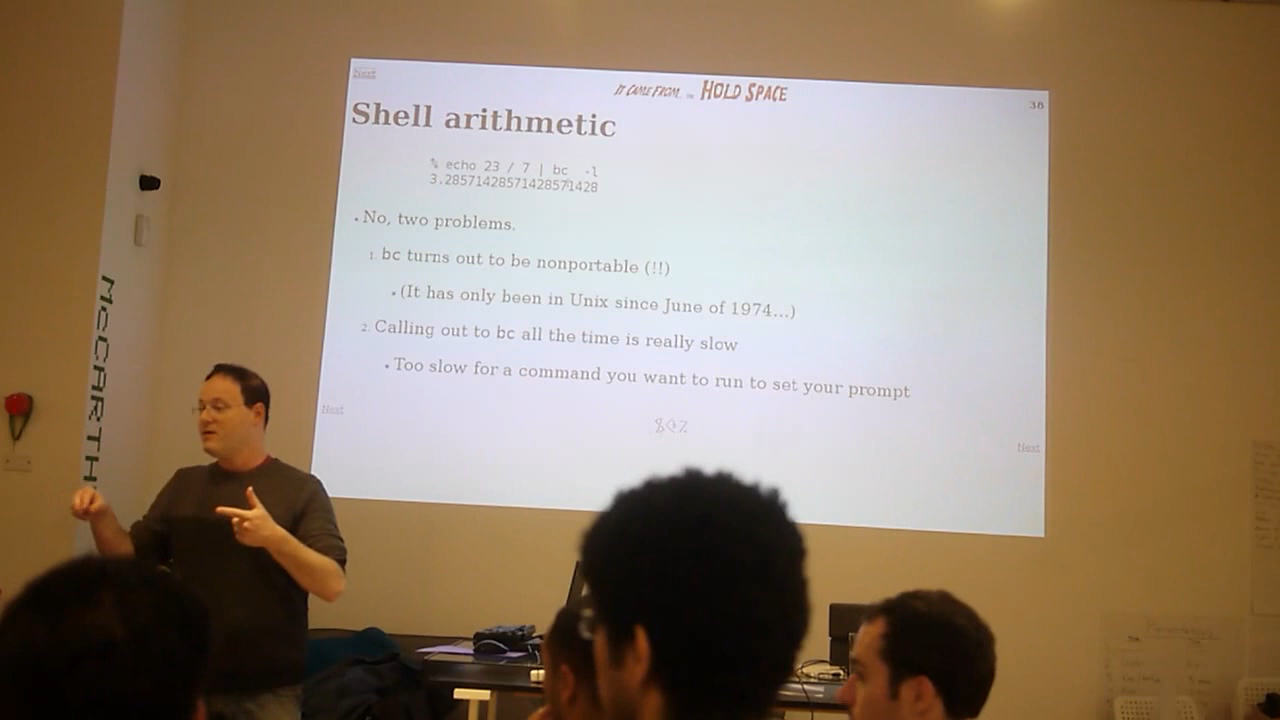 Next
IT CAME FROM... THE HOLD SPACE
38
Shell arithmetic
% echo 23 / 7 | bc -l
3.28571428571428571428
• No, two problems.
1. bc turns out to be nonportable (!!)
• (It has only been in Unix since June of 1974...)
2. Calling out to bc all the time is really slow
• Too slow for a command you want to run to set your prompt
Next
Next
MCCARTH